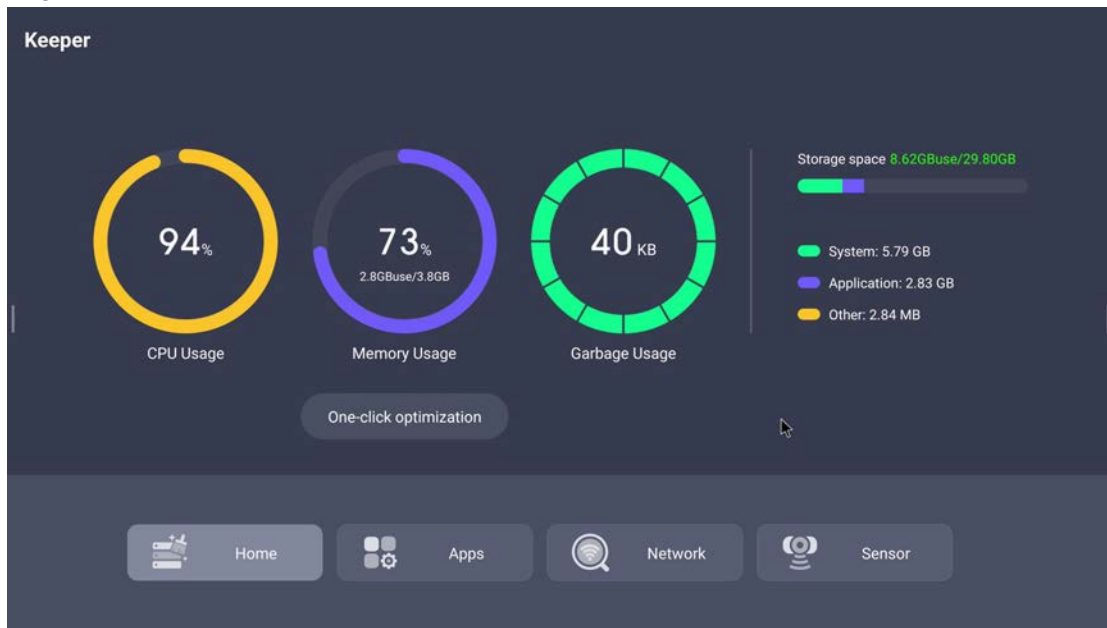 Keeper
94%
CPU Usage
73%
2.8GBuse/3.8GB
Memory Usage
40 KB
Garbage Usage
Storage space 8.62GBuse/29.80GB
System: 5.79 GB
Application: 2.83 GB
Other: 2.84 MB
One-click optimization
Home
Apps
Network
Sensor